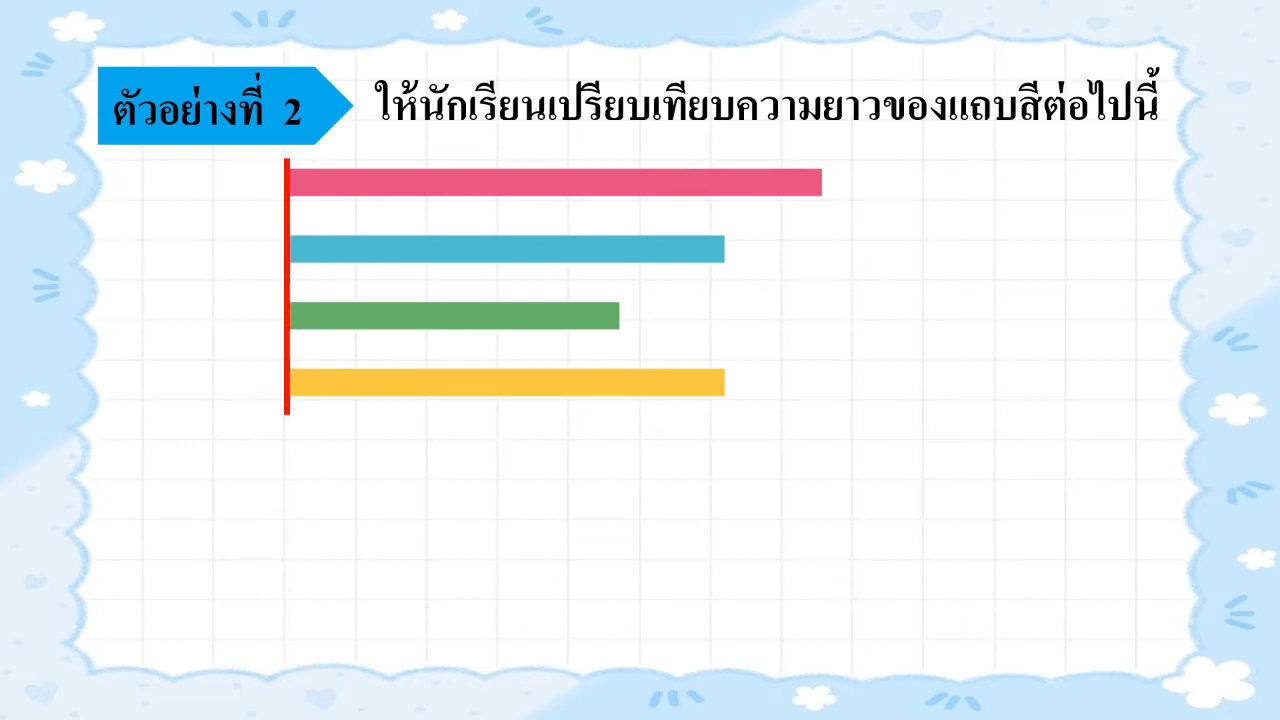 ตัวอย่างที่ 2
ให้นักเรียนเปรียบเทียบความยาวของแถบสีต่อไปนี้